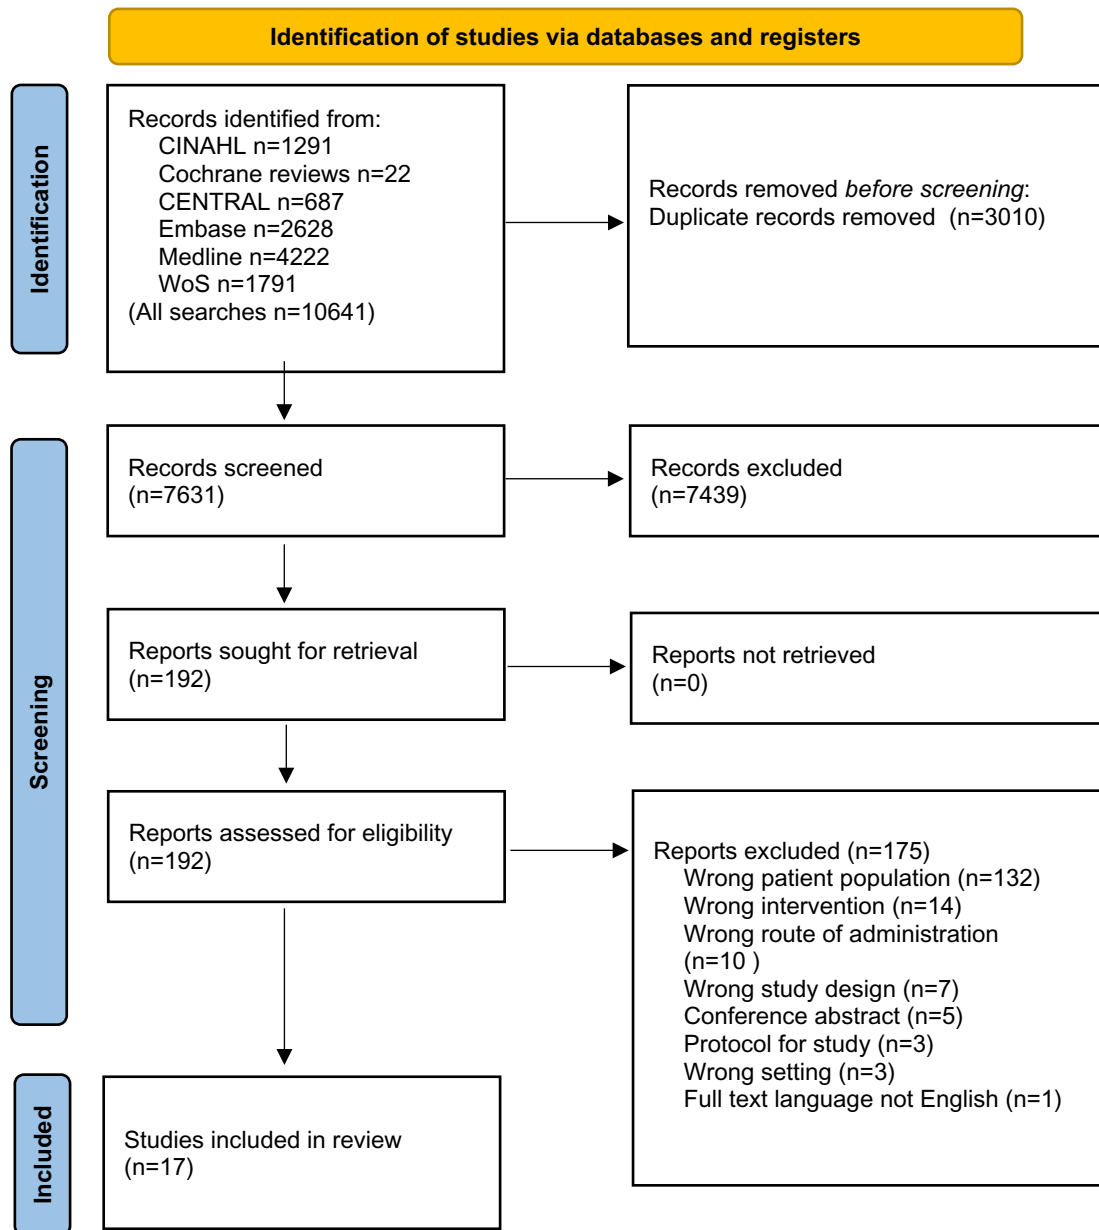 Identification of studies via databases and registers
Identification
Records identified from:
CINAHL n=1291
Cochrane reviews n=22
CENTRAL n=687
Embase n=2628
Medline n=4222
WoS n=1791
(All searches n=10641)
Records removed before screening:
Duplicate records removed (n=3010)
Screening
Records screened
(n=7631)
Records excluded
(n=7439)
Reports sought for retrieval
(n=192)
Reports not retrieved
(n=0)
Reports assessed for eligibility
(n=192)
Reports excluded (n=175)
Wrong patient population (n=132)
Wrong intervention (n=14)
Wrong route of administration
(n=10 )
Wrong study design (n=7)
Conference abstract (n=5)
Protocol for study (n=3)
Wrong setting (n=3)
Full text language not English (n=1)
Included
Studies included in review
(n=17)